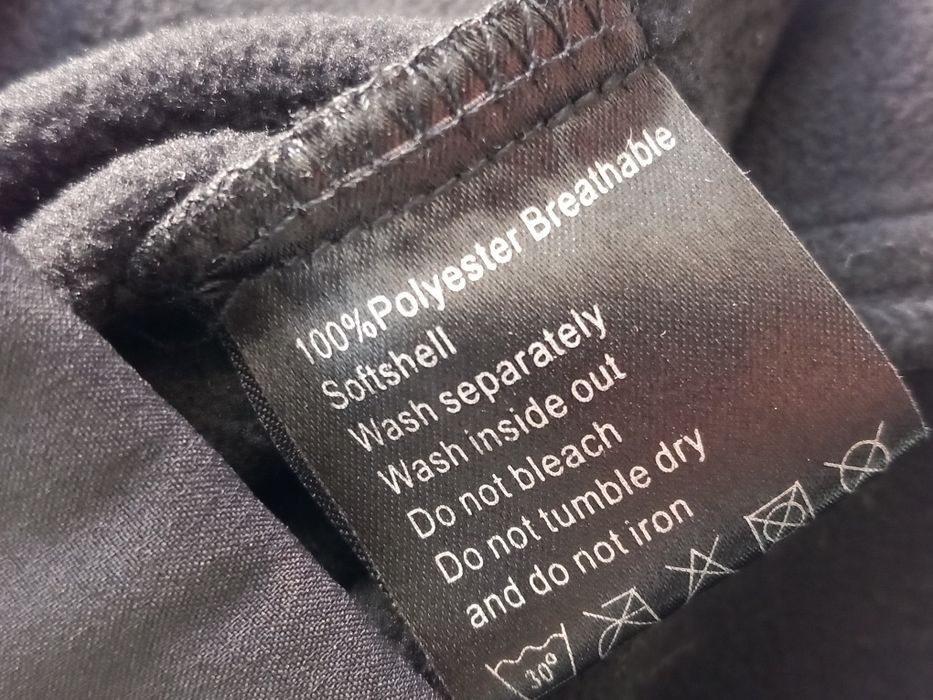 100%Polyester Breathable
Softshell
Wash separately
Wash inside out
Do not bleach
Do not tumble dry
and do not iron
30°